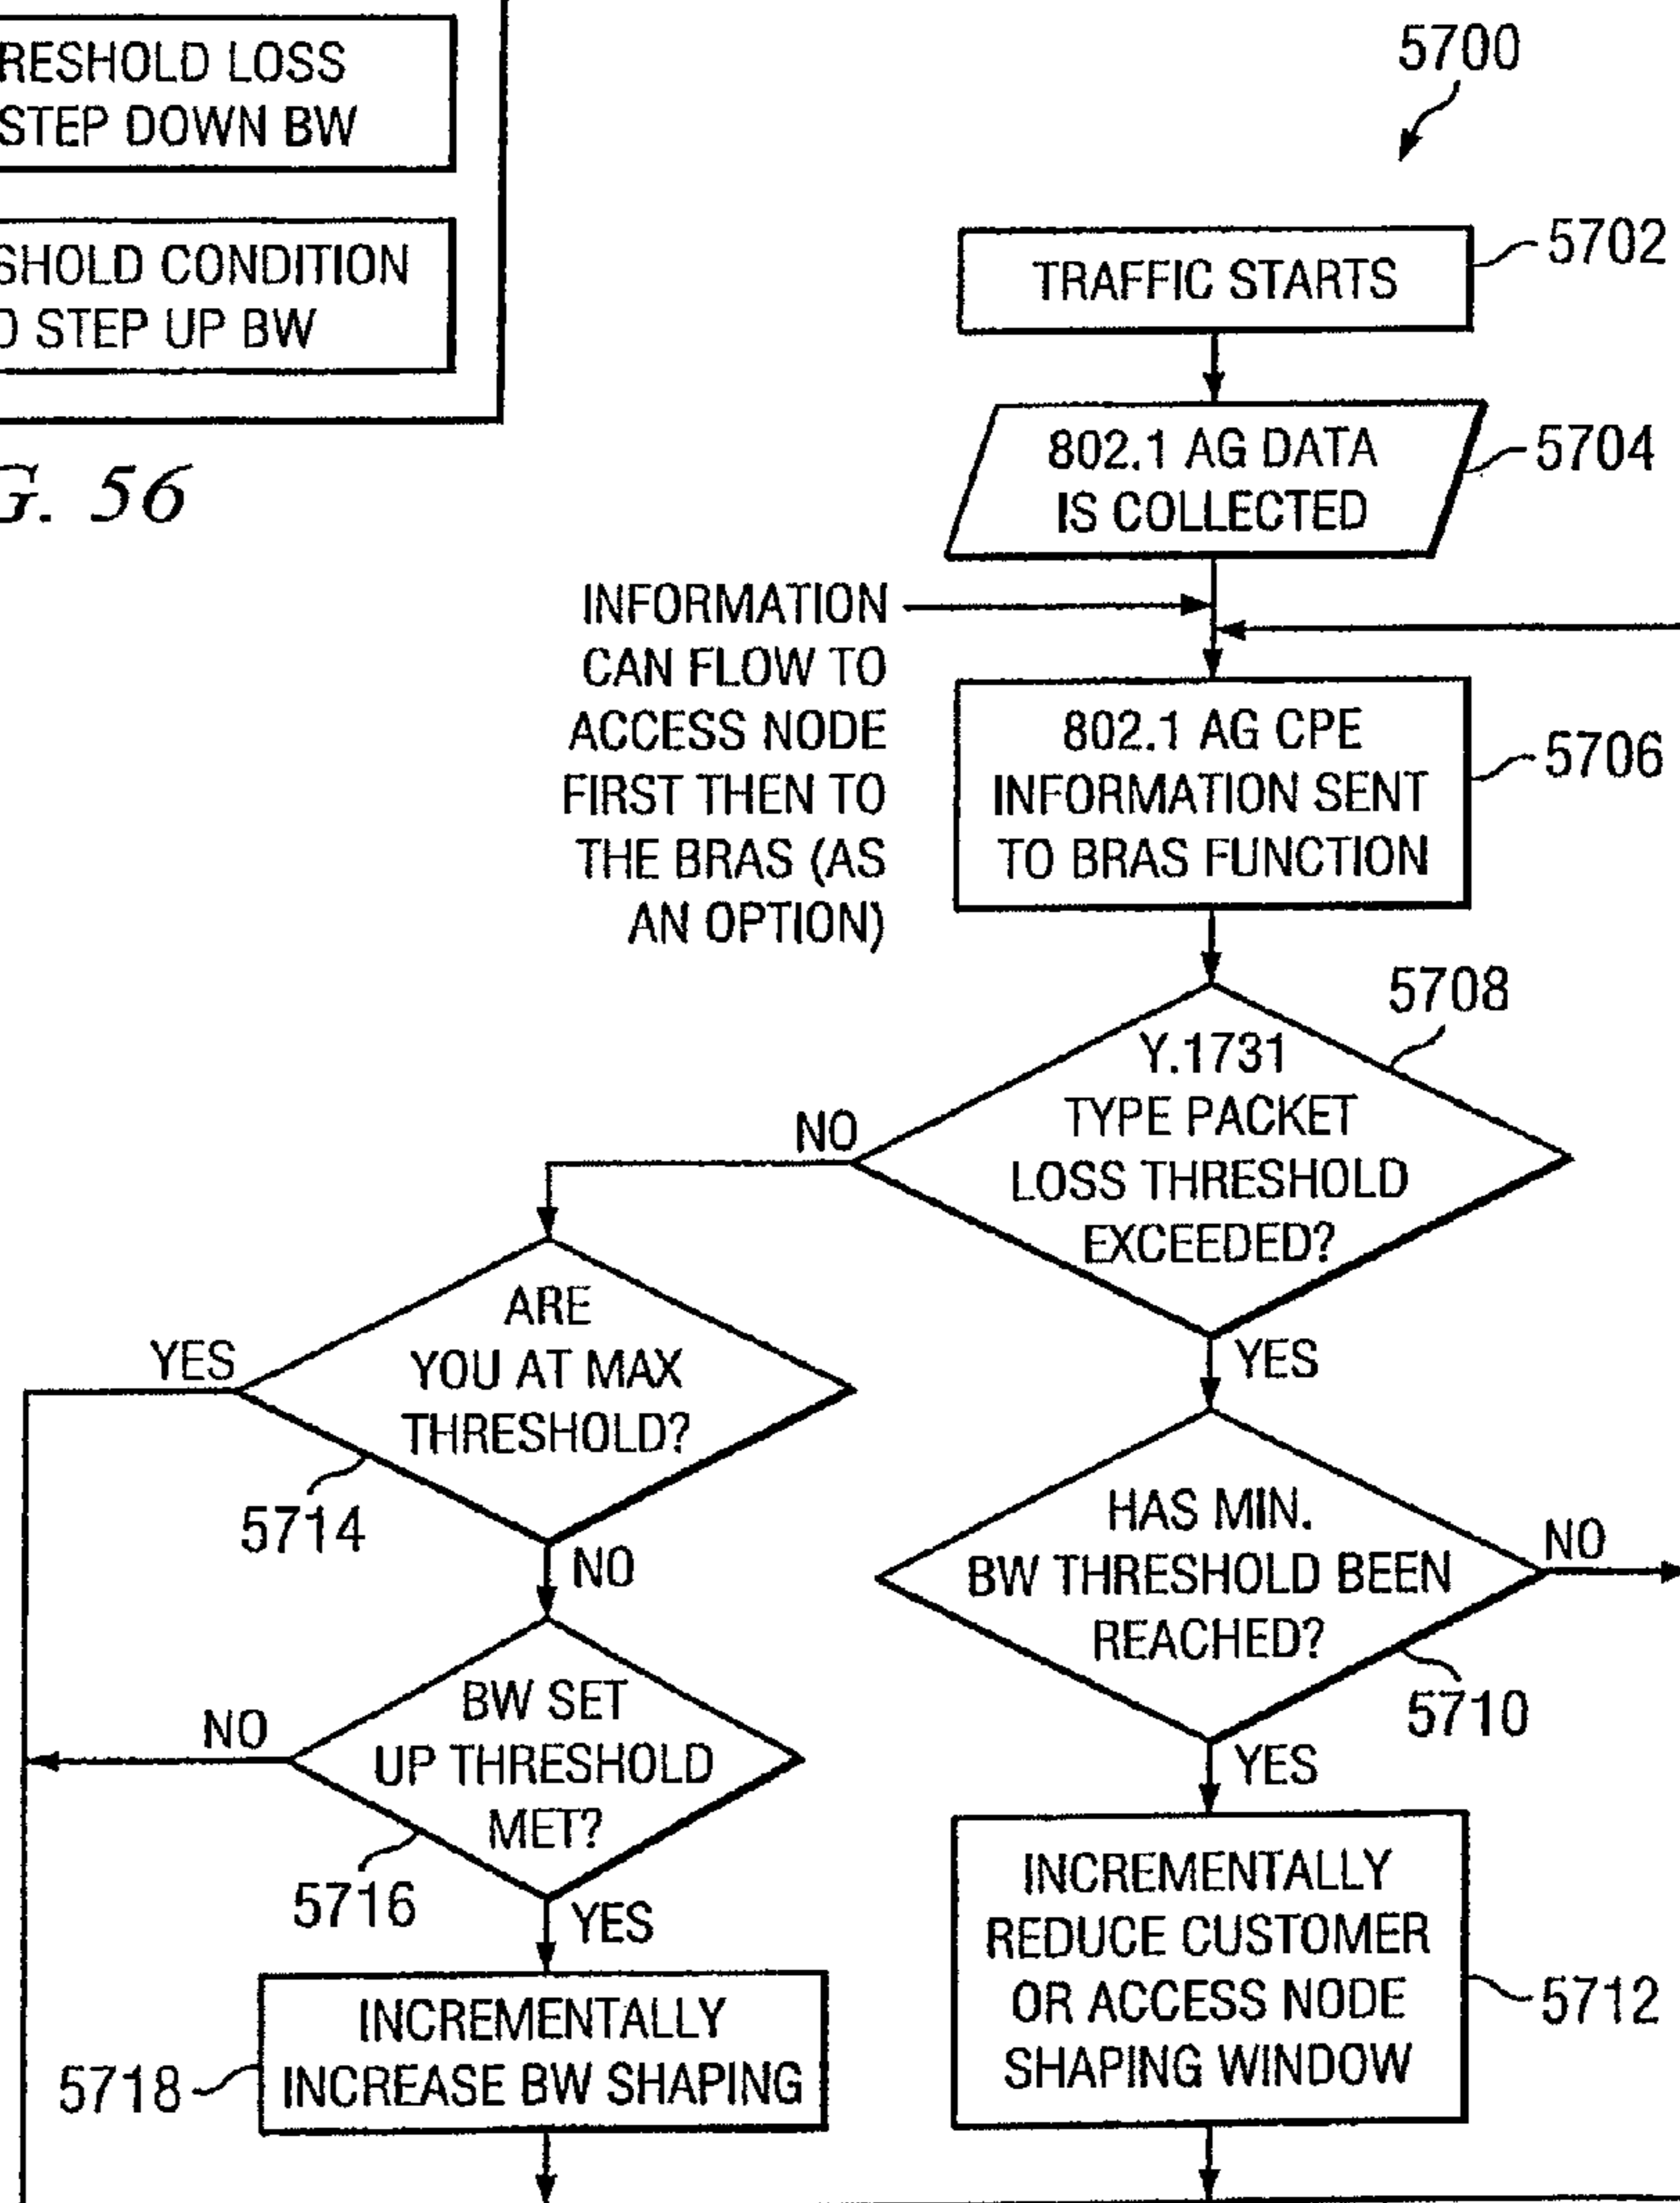 RESHOLD LOSS
STEP DOWN BW
SHOLD CONDITION
STEP UP BW
G. 56
5700
TRAFFIC STARTS
5702
802.1 AG DATA
IS COLLECTED
5704
INFORMATION
CAN FLOW TO
ACCESS NODE
FIRST THEN TO
THE BRAS (AS
AN OPTION)
802.1 AG CPE
INFORMATION SENT
TO BRAS FUNCTION
5706
Y.1731
TYPE PACKET
LOSS THRESHOLD
EXCEEDED?
5708
NO
YES
ARE
YOU AT MAX
THRESHOLD?
YES
5714
NO
HAS MIN.
BW THRESHOLD BEEN
REACHED?
NO
5710
YES
BW SET
UP THRESHOLD
MET?
NO
5716
YES
INCREMENTALLY
REDUCE CUSTOMER
OR ACCESS NODE
SHAPING WINDOW
5712
INCREMENTALLY
INCREASE BW SHAPING
5718